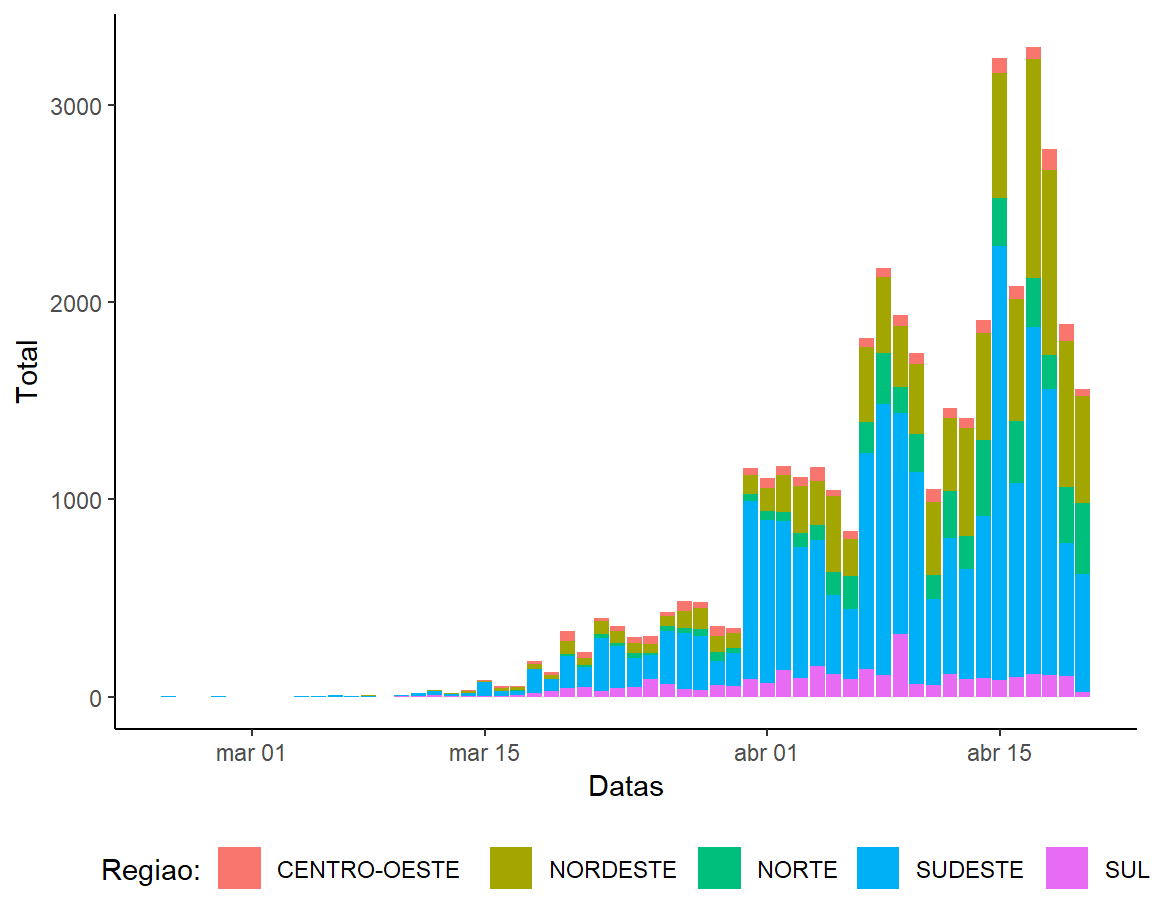 Total
3000
2000
1000
0
mar 01 mar 15 abr 01 abr 15
Datas
Regiao: CENTRO-OESTE NORDESTE NORTE SUDESTE SUL